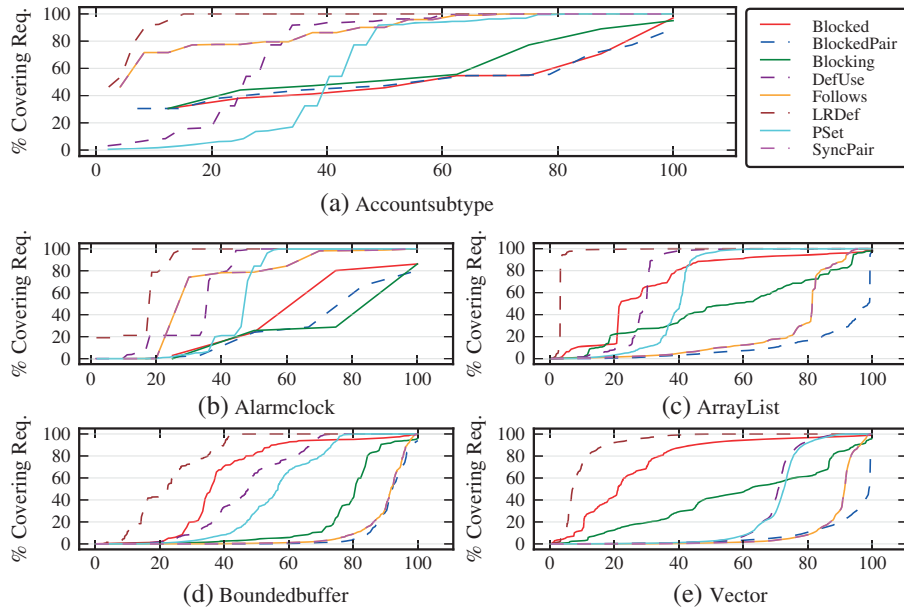 % Covering Req.
100
80
60
40
20
0
0 20 40 60 80 100
Blocked
BlockedPair
Blocking
DefUse
Follows
LRDef
PSet
SyncPair
(a) Accountsubtype
% Covering Req.
100
80
60
40
20
0
0 20 40 60 80 100
(b) Alarmclock
% Covering Req.
100
80
60
40
20
0
0 20 40 60 80 100
(c) ArrayList
% Covering Req.
100
80
60
40
20
0
0 20 40 60 80 100
(d) Boundedbuffer
% Covering Req.
100
80
60
40
20
0
0 20 40 60 80 100
(e) Vector